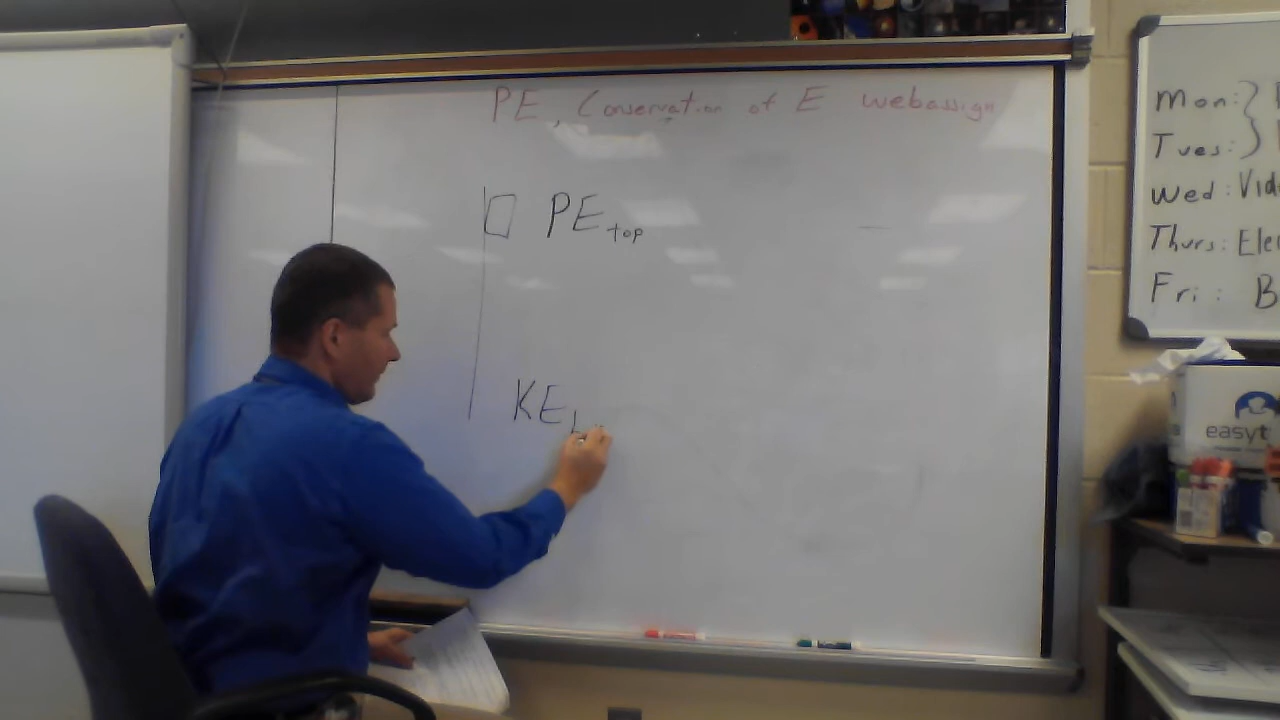 PE, Conservation of E webassign
PE top
KE
Mon:
Tues:
Wed: Vid
Thurs: Ele
Fri: B
easyt